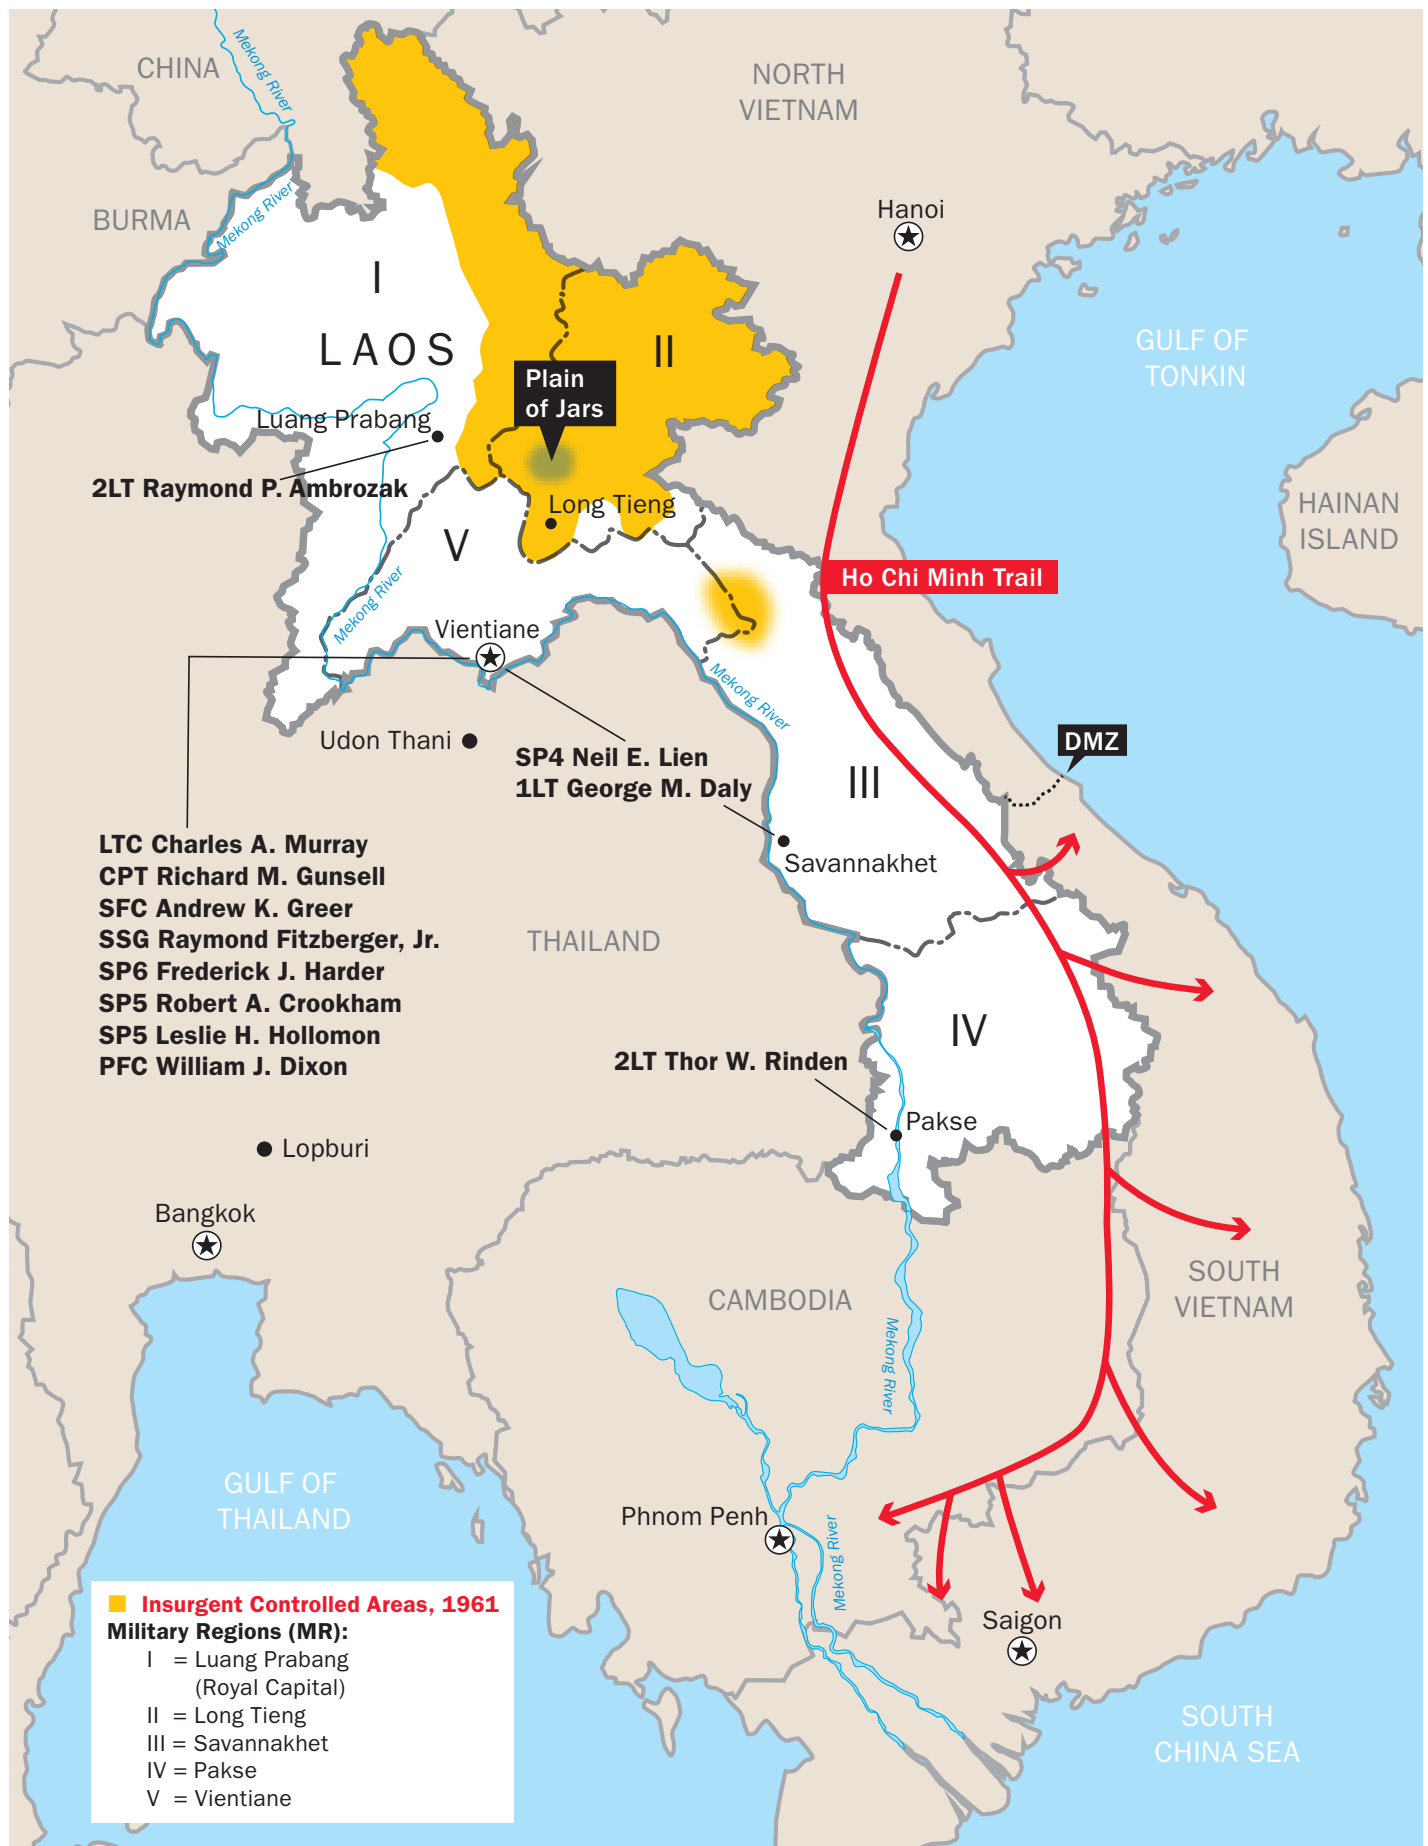 CHINA
Mekong River
NORTH
VIETNAM
BURMA
Mekong River
Hanoi
I
LAOS
II
GULF OF
TONKIN
Plain
of Jars
Luang Prabang
2LT Raymond P. Ambrozak
Long Tieng
HAINAN
ISLAND
V
Ho Chi Minh Trail
Mekong River
Vientiane
Mekong River
Udon Thani
SP4 Neil E. Lien
1LT George M. Daly
DMZ
III
LTC Charles A. Murray
CPT Richard M. Gunsell
SFC Andrew K. Greer
SSG Raymond Fitzberger, Jr.
SP6 Frederick J. Harder
SP5 Robert A. Crookham
SP5 Leslie H. Hollomon
PFC William J. Dixon
Savannakhet
THAILAND
IV
2LT Thor W. Rinden
Pakse
Lopburi
Bangkok
SOUTH
VIETNAM
CAMBODIA
Mekong River
GULF OF
THAILAND
Phnom Penh
Mekong River
Saigon
SOUTH
CHINA SEA
Insurgent Controlled Areas, 1961
Military Regions (MR):
I = Luang Prabang
(Royal Capital)
II = Long Tieng
III = Savannakhet
IV = Pakse
V = Vientiane